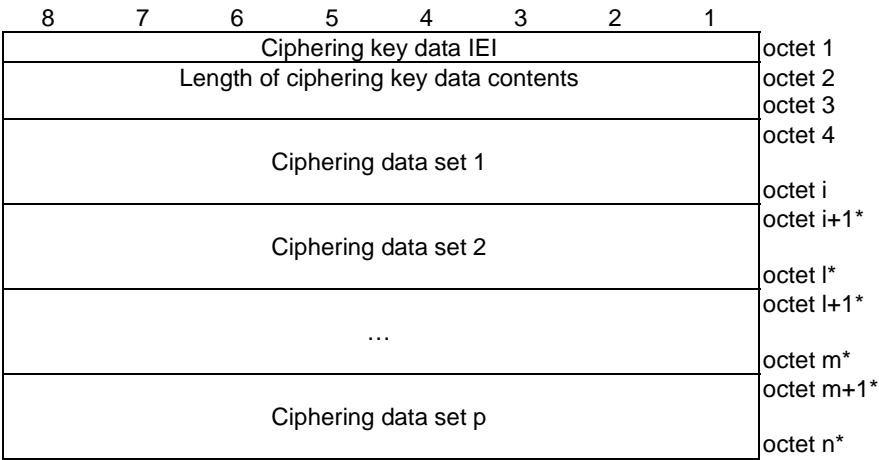 8 7 6 5 4 3 2 1
Ciphering key data IEI octet 1
Length of ciphering key data contents octet 2
octet 3
octet 4
Ciphering data set 1
octet i
octet i+1*
Ciphering data set 2
octet l*
octet l+1*
…
octet m*
octet m+1*
Ciphering data set p
octet n*